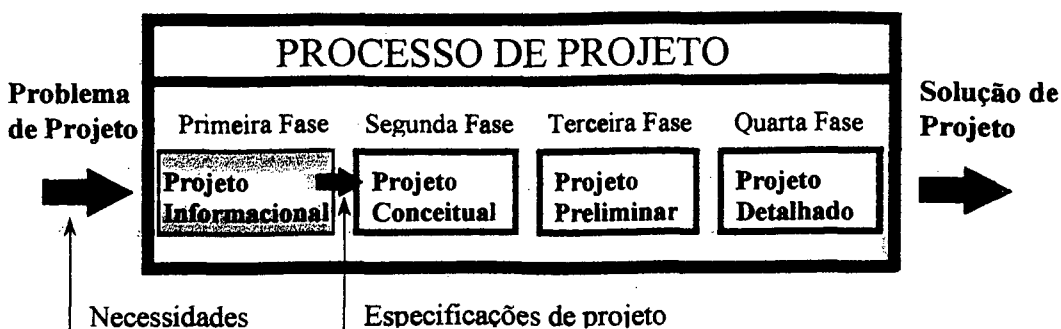 PROCESSO DE PROJETO
Problema
de Projeto
Primeira Fase
Segunda Fase
Terceira Fase
Quarta Fase
Solução de
Projeto
Projeto
Informacional
Projeto
Conceitual
Projeto
Preliminar
Projeto
Detalhado
Necessidades
Especificações de projeto